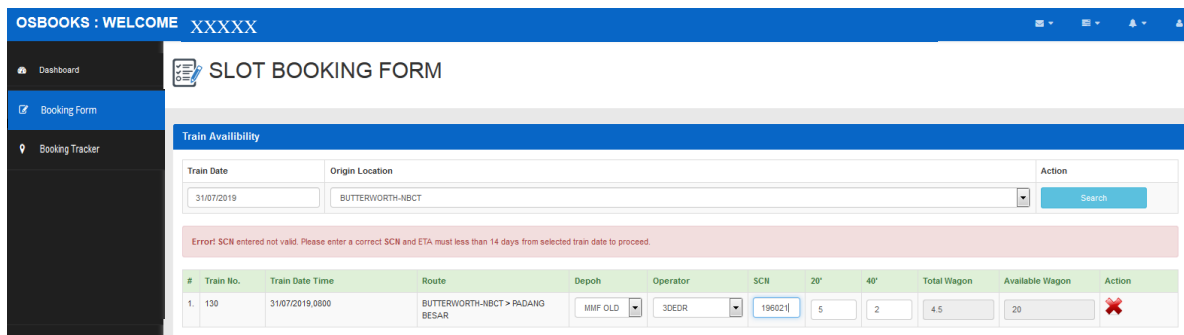 OSBOOKS : WELCOME XXXXX
Dashboard
SLOT BOOKING FORM
Booking Form
Booking Tracker
Train Availibility
Train Date Origin Location Action
31/07/2019 BUTTERWORTH-NBCT Search
Error! SCN entered not valid. Please enter a correct SCN and ETA must less than 14 days from selected train date to proceed.
# Train No. Train Date Time Route Depoh Operator SCN 20' 40' Total Wagon Available Wagon Action
1. 130 31/07/2019,0800 BUTTERWORTH-NBCT > PADANG BESAR MMF OLD 3DEDR 196021 5 2 4.5 20